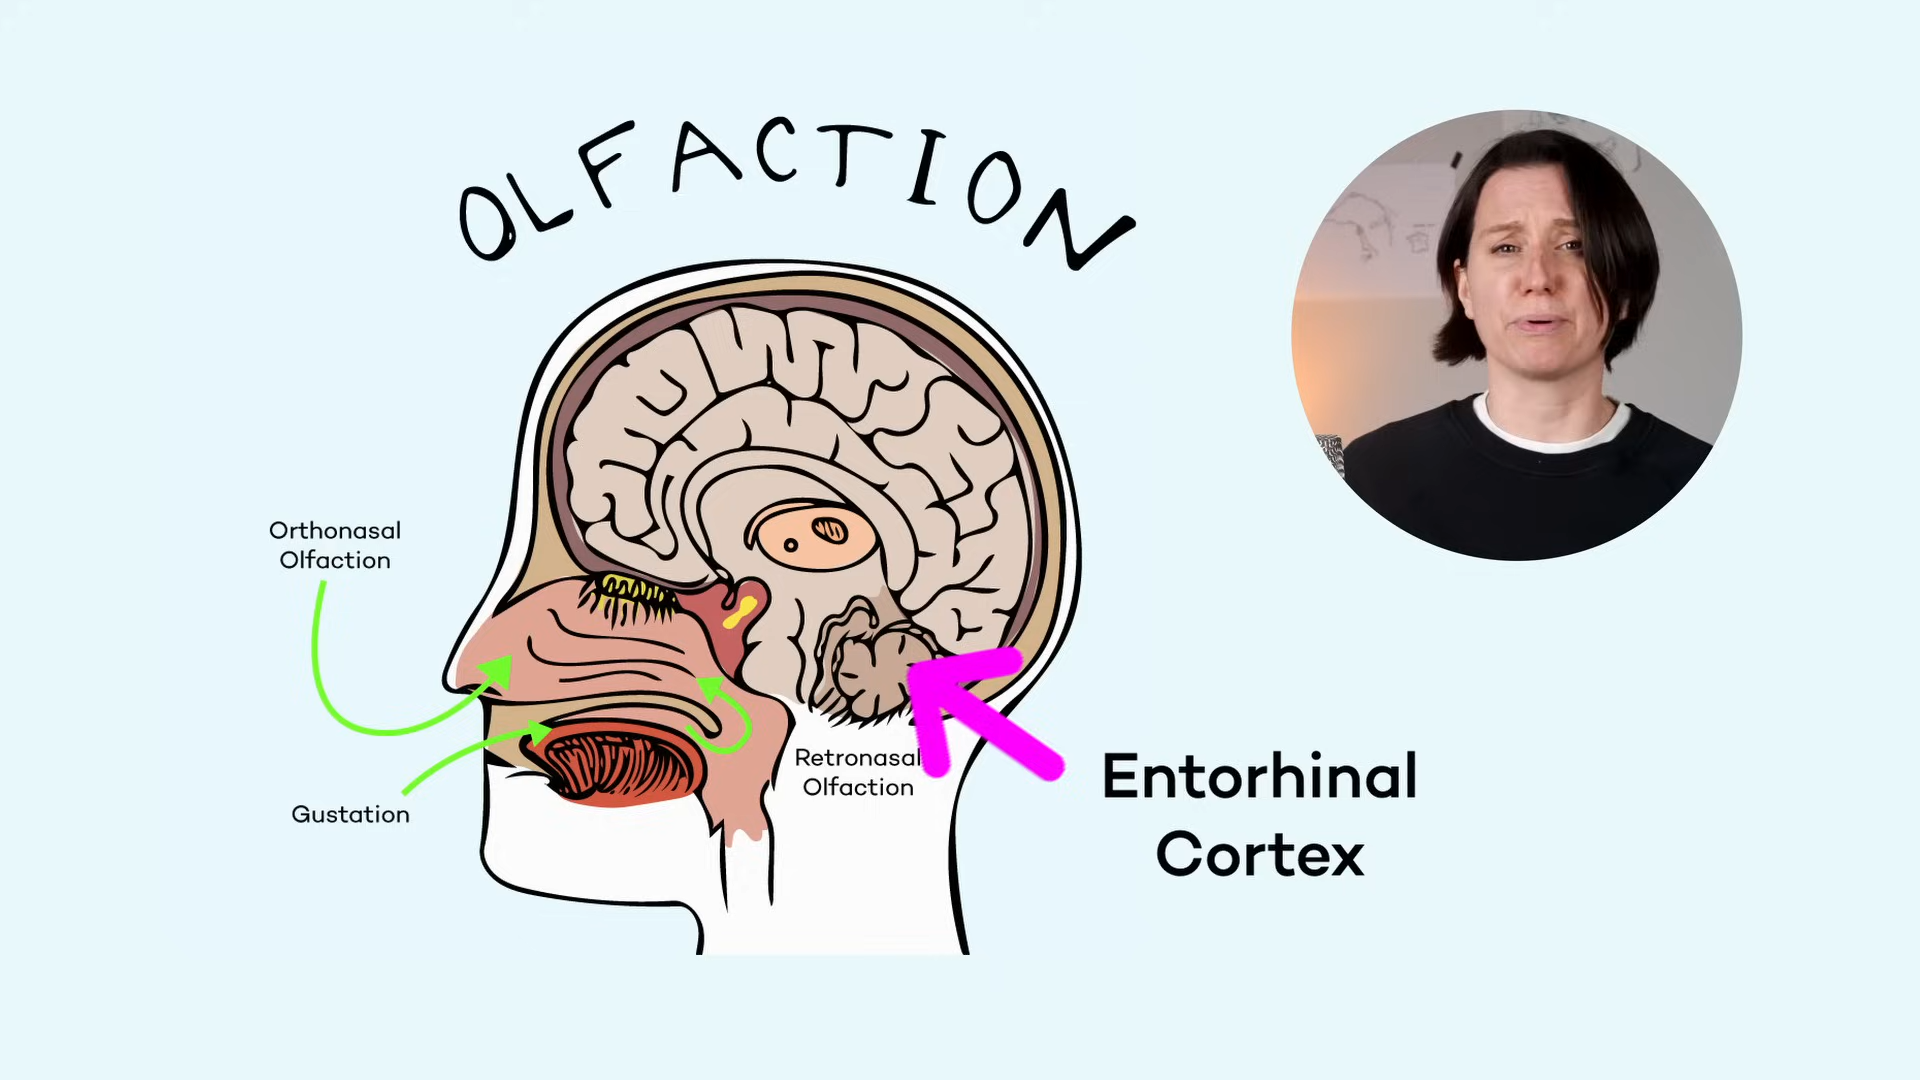 OLFACTION
Orthonasal
Olfaction
Gustation
Retronasal
Olfaction
Entorhinal
Cortex